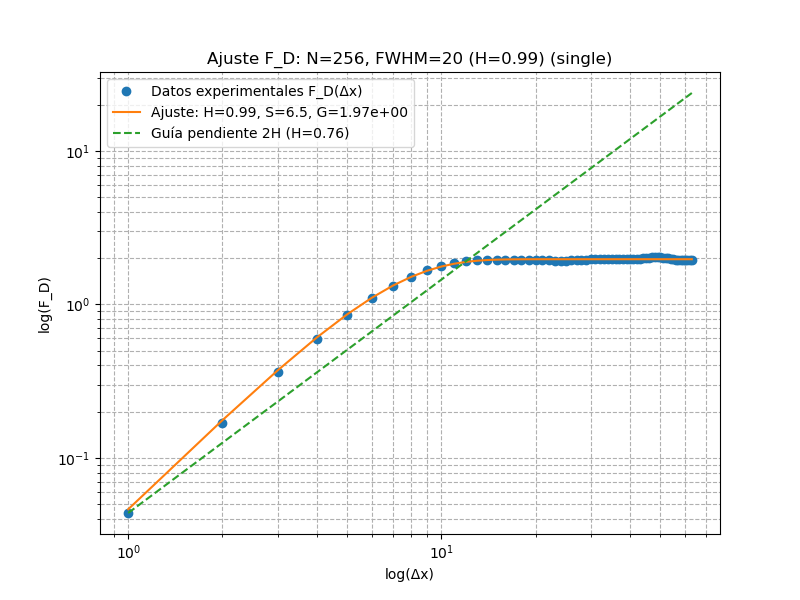 Ajuste F_D: N=256, FWHM=20 (H=0.99) (single)
Datos experimentales F_D(Δx)
Ajuste: H=0.99, S=6.5, G=1.97e+00
Guía pendiente 2H (H=0.76)
log(F_D)
10¹
10⁰
10⁻¹
10⁰ 10¹
log(Δx)